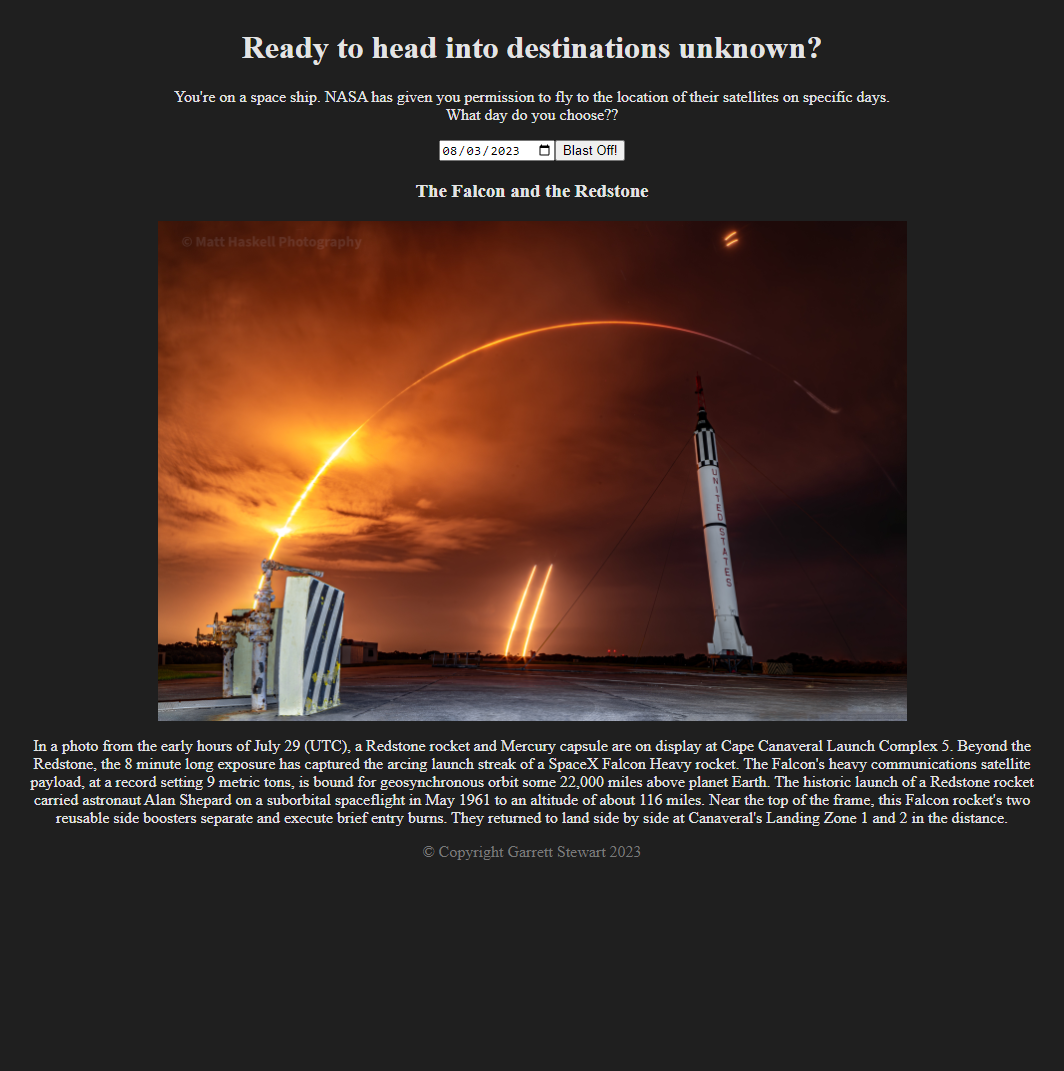 Ready to head into destinations unknown?
You're on a space ship. NASA has given you permission to fly to the location of their satellites on specific days.
What day do you choose??
08/03/2023 Blast Off!
The Falcon and the Redstone
© Matt Haskell Photography
UNITED STATES
In a photo from the early hours of July 29 (UTC), a Redstone rocket and Mercury capsule are on display at Cape Canaveral Launch Complex 5. Beyond the
Redstone, the 8 minute long exposure has captured the arcing launch streak of a SpaceX Falcon Heavy rocket. The Falcon's heavy communications satellite
payload, at a record setting 9 metric tons, is bound for geosynchronous orbit some 22,000 miles above planet Earth. The historic launch of a Redstone rocket
carried astronaut Alan Shepard on a suborbital spaceflight in May 1961 to an altitude of about 116 miles. Near the top of the frame, this Falcon rocket's two
reusable side boosters separate and execute brief entry burns. They returned to land side by side at Canaveral's Landing Zone 1 and 2 in the distance.
© Copyright Garrett Stewart 2023